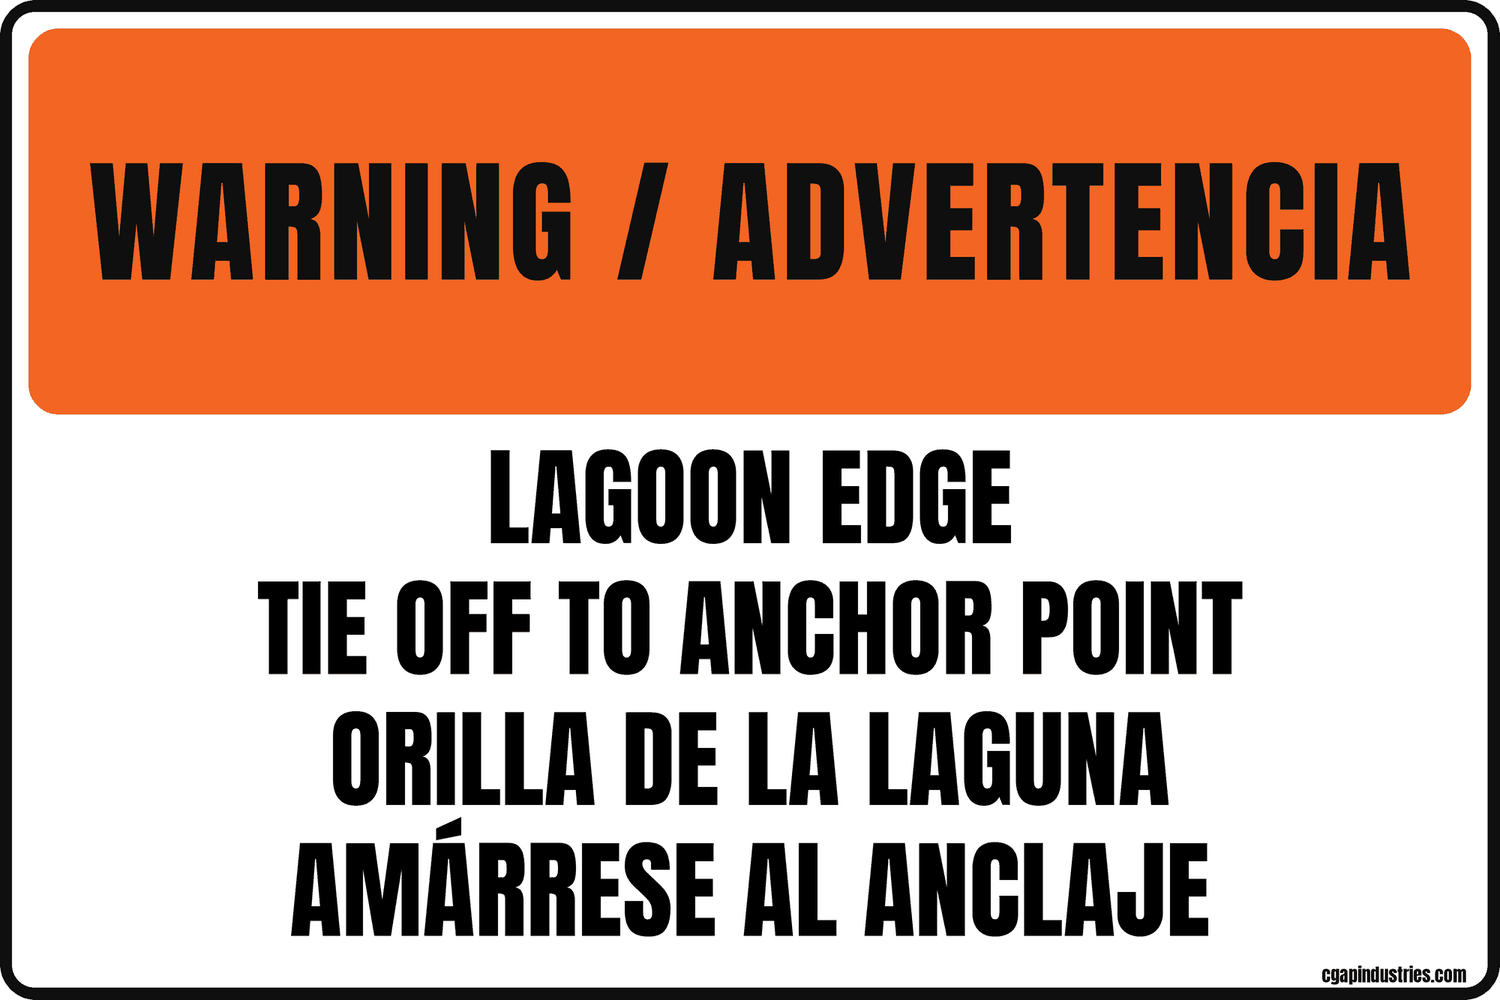 WARNING / ADVERTENCIA
LAGOON EDGE
TIE OFF TO ANCHOR POINT
ORILLA DE LA LAGUNA
AMÁRRESE AL ANCLAJE
cgapindustries.com